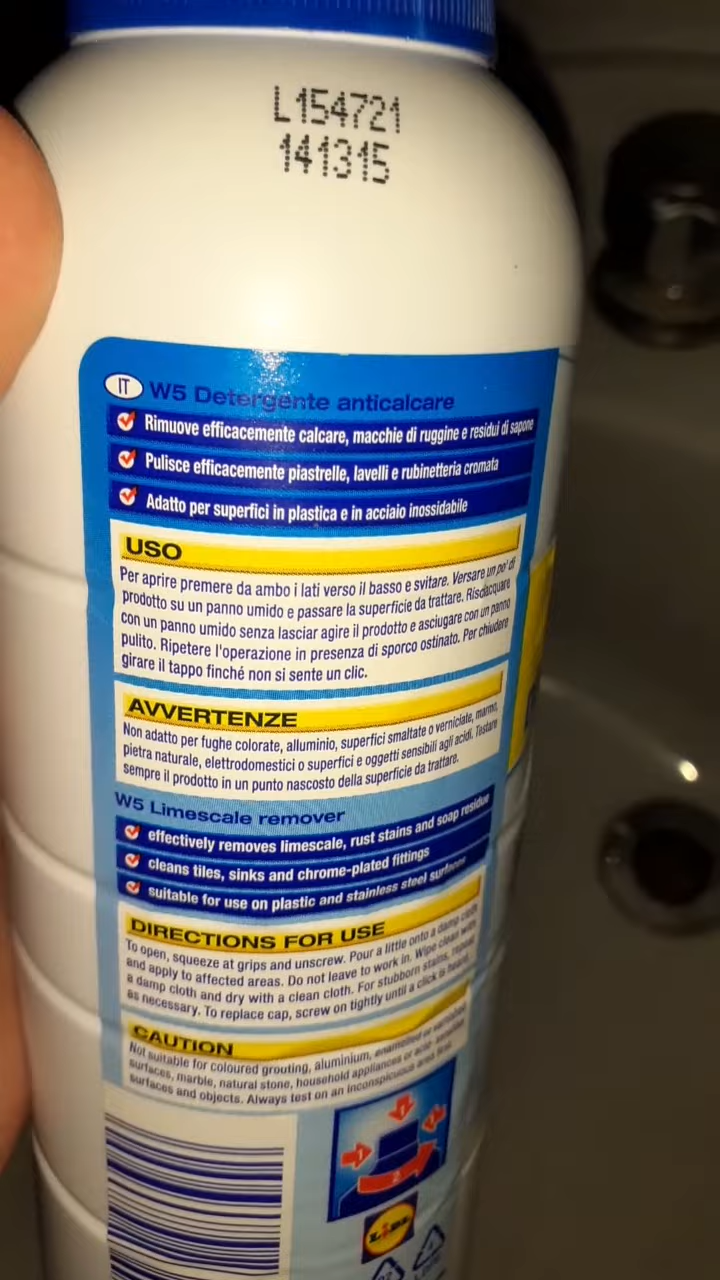 L154721
141315
IT W5 Detergente anticalcare
Rimuove efficacemente calcare, macchie di ruggine e residui di sapone
Pulisce efficacemente piastrelle, lavelli e rubinetteria cromata
Adatto per superfici in plastica e in acciaio inossidabile
USO
Per aprire premere da ambo i lati verso il basso e svitare. Versare un po' di
prodotto su un panno umido e passare la superficie da trattare. Risciacquare
con un panno umido senza lasciar agire il prodotto e asciugare con un panno
pulito. Ripetere l'operazione in presenza di sporco ostinato. Per chiudere
girare il tappo finché non si sente un clic.
AVVERTENZE
Non adatto per fughe colorate, alluminio, superfici smaltate o verniciate, marmo,
pietra naturale, elettrodomestici o superfici e oggetti sensibili agli acidi. Testare
sempre il prodotto in un punto nascosto della superficie da trattare.
W5 Limescale remover
effectively removes limescale, rust stains and soap residue
cleans tiles, sinks and chrome-plated fittings
suitable for use on plastic and stainless steel surfaces
DIRECTIONS FOR USE
To open, squeeze at grips and unscrew. Pour a little onto a damp cloth
and apply to affected areas. Do not leave to work in. Wipe clean with
a damp cloth and dry with a clean cloth. For stubborn stains, repeat
as necessary. To replace cap, screw on tightly until a click is heard.
CAUTION
Not suitable for coloured grouting, aluminium, enamelled or varnished
surfaces, marble, natural stone, household appliances or acid-sensitive
surfaces and objects. Always test on an inconspicuous area first.
1
1 1
2
LIDL